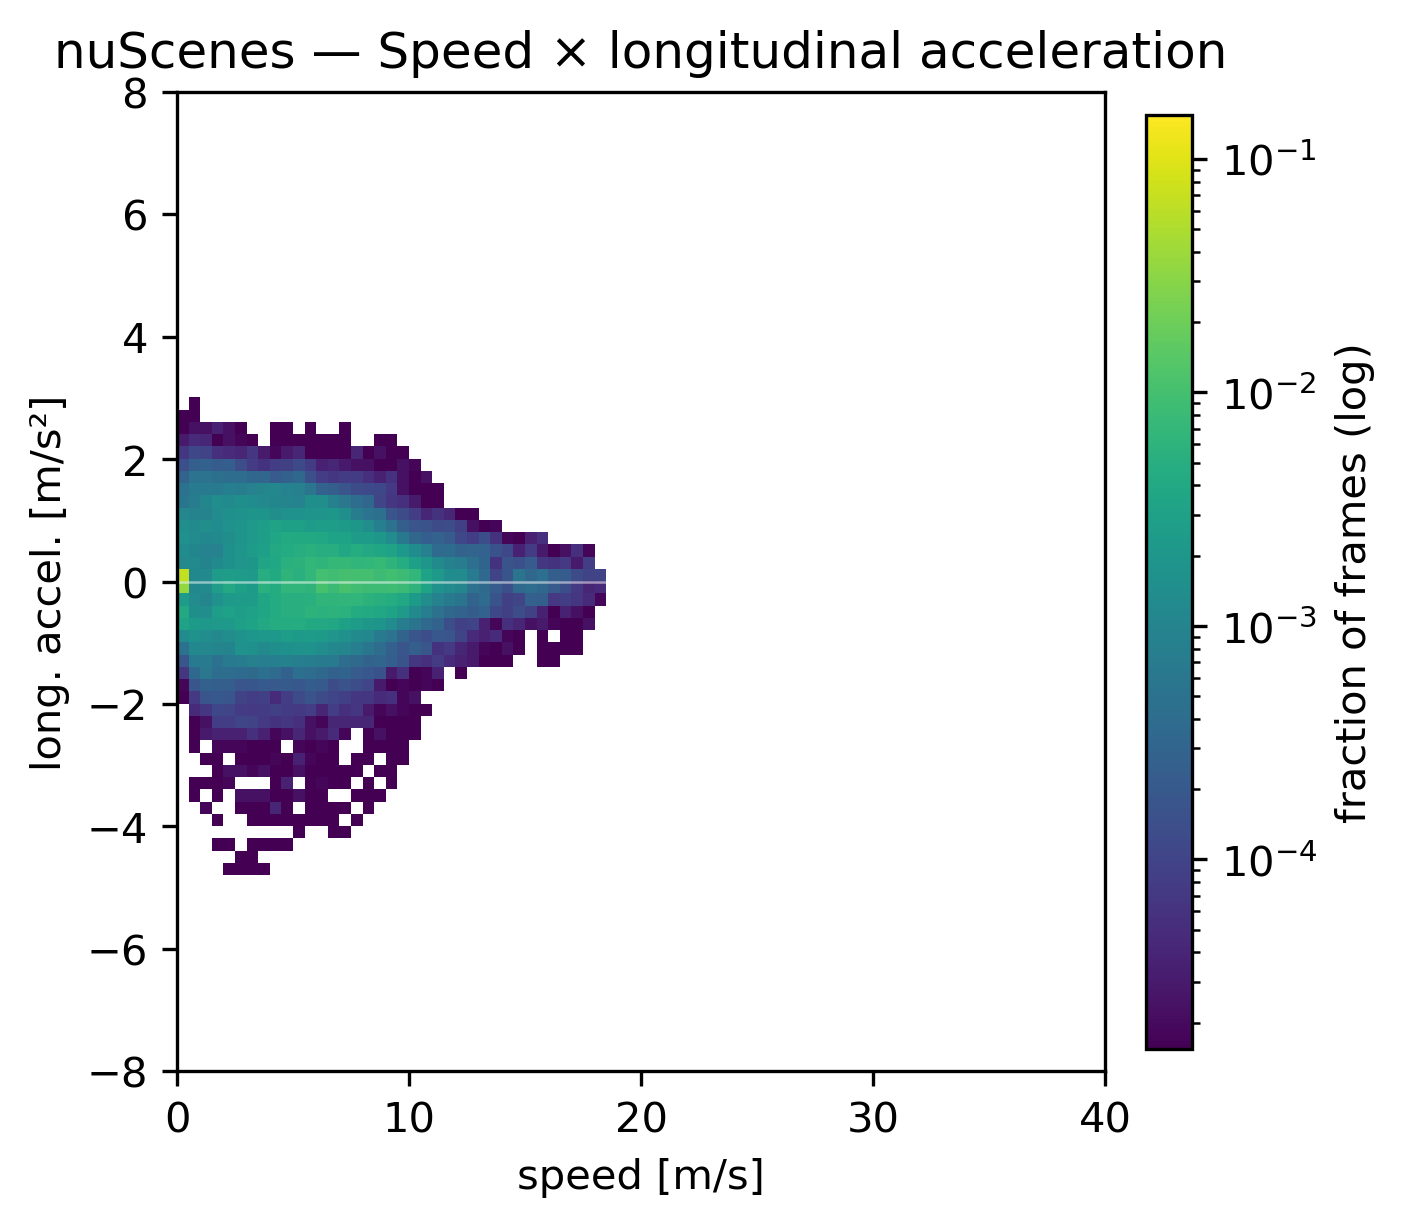 nuScenes — Speed × longitudinal acceleration
8
6
4
2
0
−2
−4
−6
−8
long. accel. [m/s²]
0 10 20 30 40
speed [m/s]
10⁻¹
10⁻²
10⁻³
10⁻⁴
fraction of frames (log)